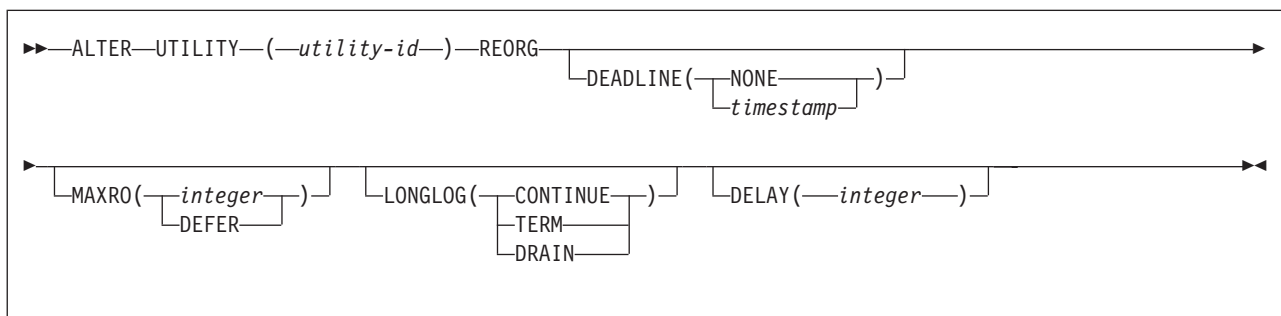 ALTER UTILITY ( utility-id ) REORG
DEADLINE( NONE )
timestamp
MAXRO( integer )
DEFER
LONGLOG( CONTINUE )
TERM
DRAIN
DELAY( integer )